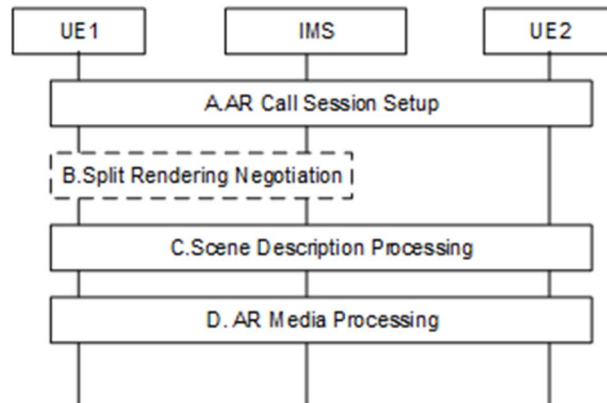 UE1 IMS UE2
A.AR Call Session Setup
B.Split Rendering Negotiation
C.Scene Description Processing
D. AR Media Processing